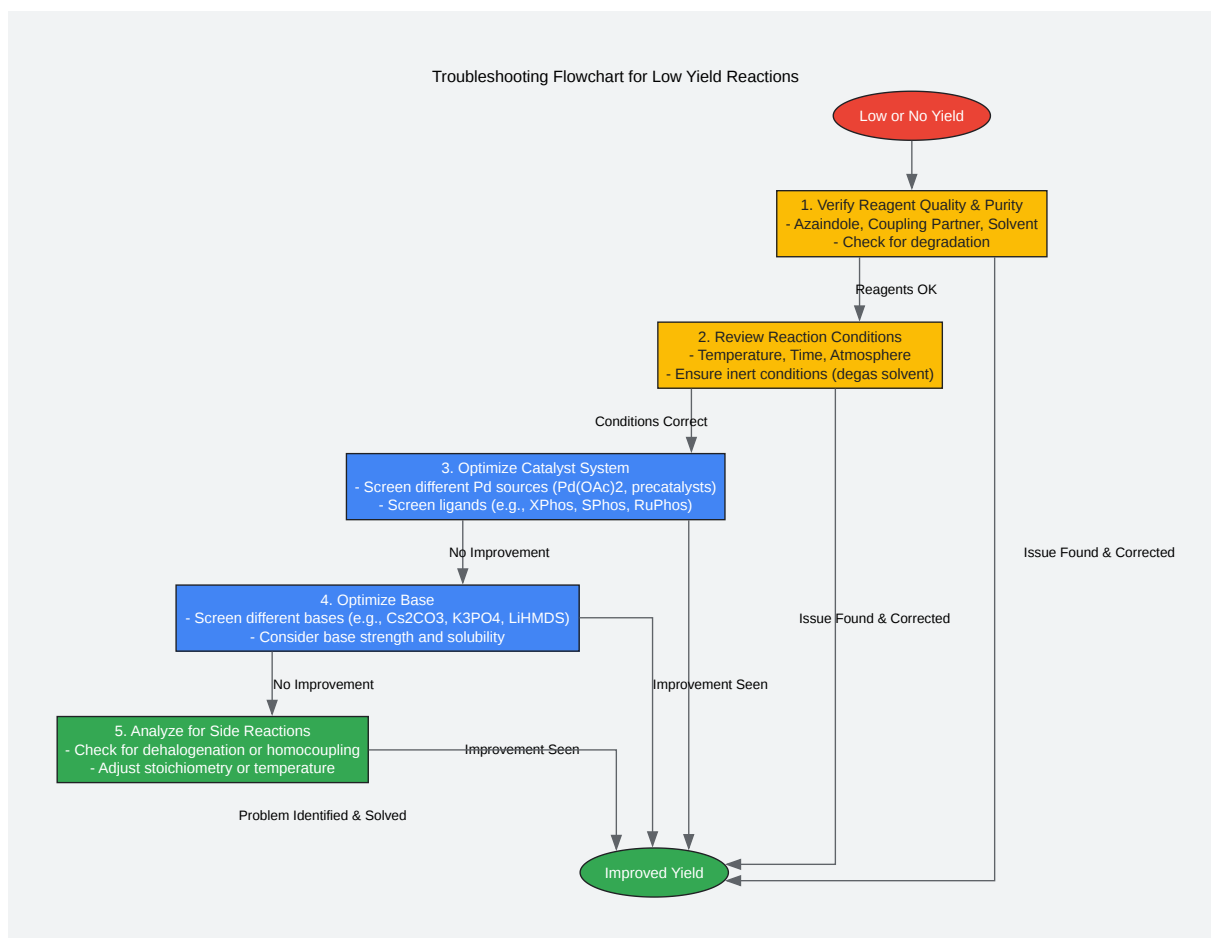 Troubleshooting Flowchart for Low Yield Reactions
Low or No Yield
1. Verify Reagent Quality & Purity
- Azaindole, Coupling Partner, Solvent
- Check for degradation
Reagents OK
2. Review Reaction Conditions
- Temperature, Time, Atmosphere
- Ensure inert conditions (degas solvent)
Conditions Correct
3. Optimize Catalyst System
- Screen different Pd sources (Pd(OAc)2, precatalysts)
- Screen ligands (e.g., XPhos, SPhos, RuPhos)
No Improvement
Issue Found & Corrected
4. Optimize Base
- Screen different bases (e.g., Cs2CO3, K3PO4, LiHMDS)
- Consider base strength and solubility
Issue Found & Corrected
No Improvement
Improvement Seen
5. Analyze for Side Reactions
- Check for dehalogenation or homocoupling
- Adjust stoichiometry or temperature
Improvement Seen
Problem Identified & Solved
Improved Yield